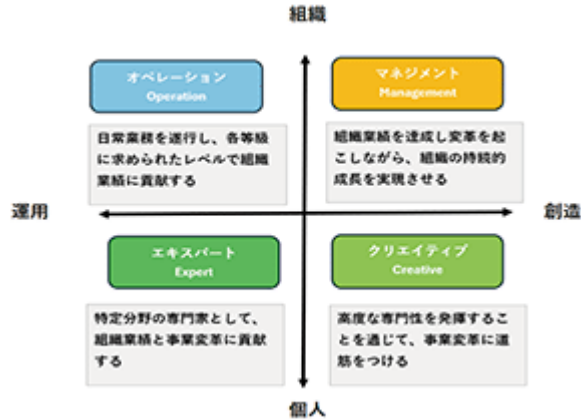 組織
オペレーション
Operation
マネジメント
Management
日常業務を遂行し、各等級
に求められたレベルで組織
業績に貢献する
組織業績を達成し変革を起
こしながら、組織の持続的
成長を実現させる
運用
創造
エキスパート
Expert
クリエイティブ
Creative
特定分野の専門家として、
組織業績と事業変革に貢献
する
高度な専門性を発揮するこ
とを通じて、事業変革に道
筋をつける
個人